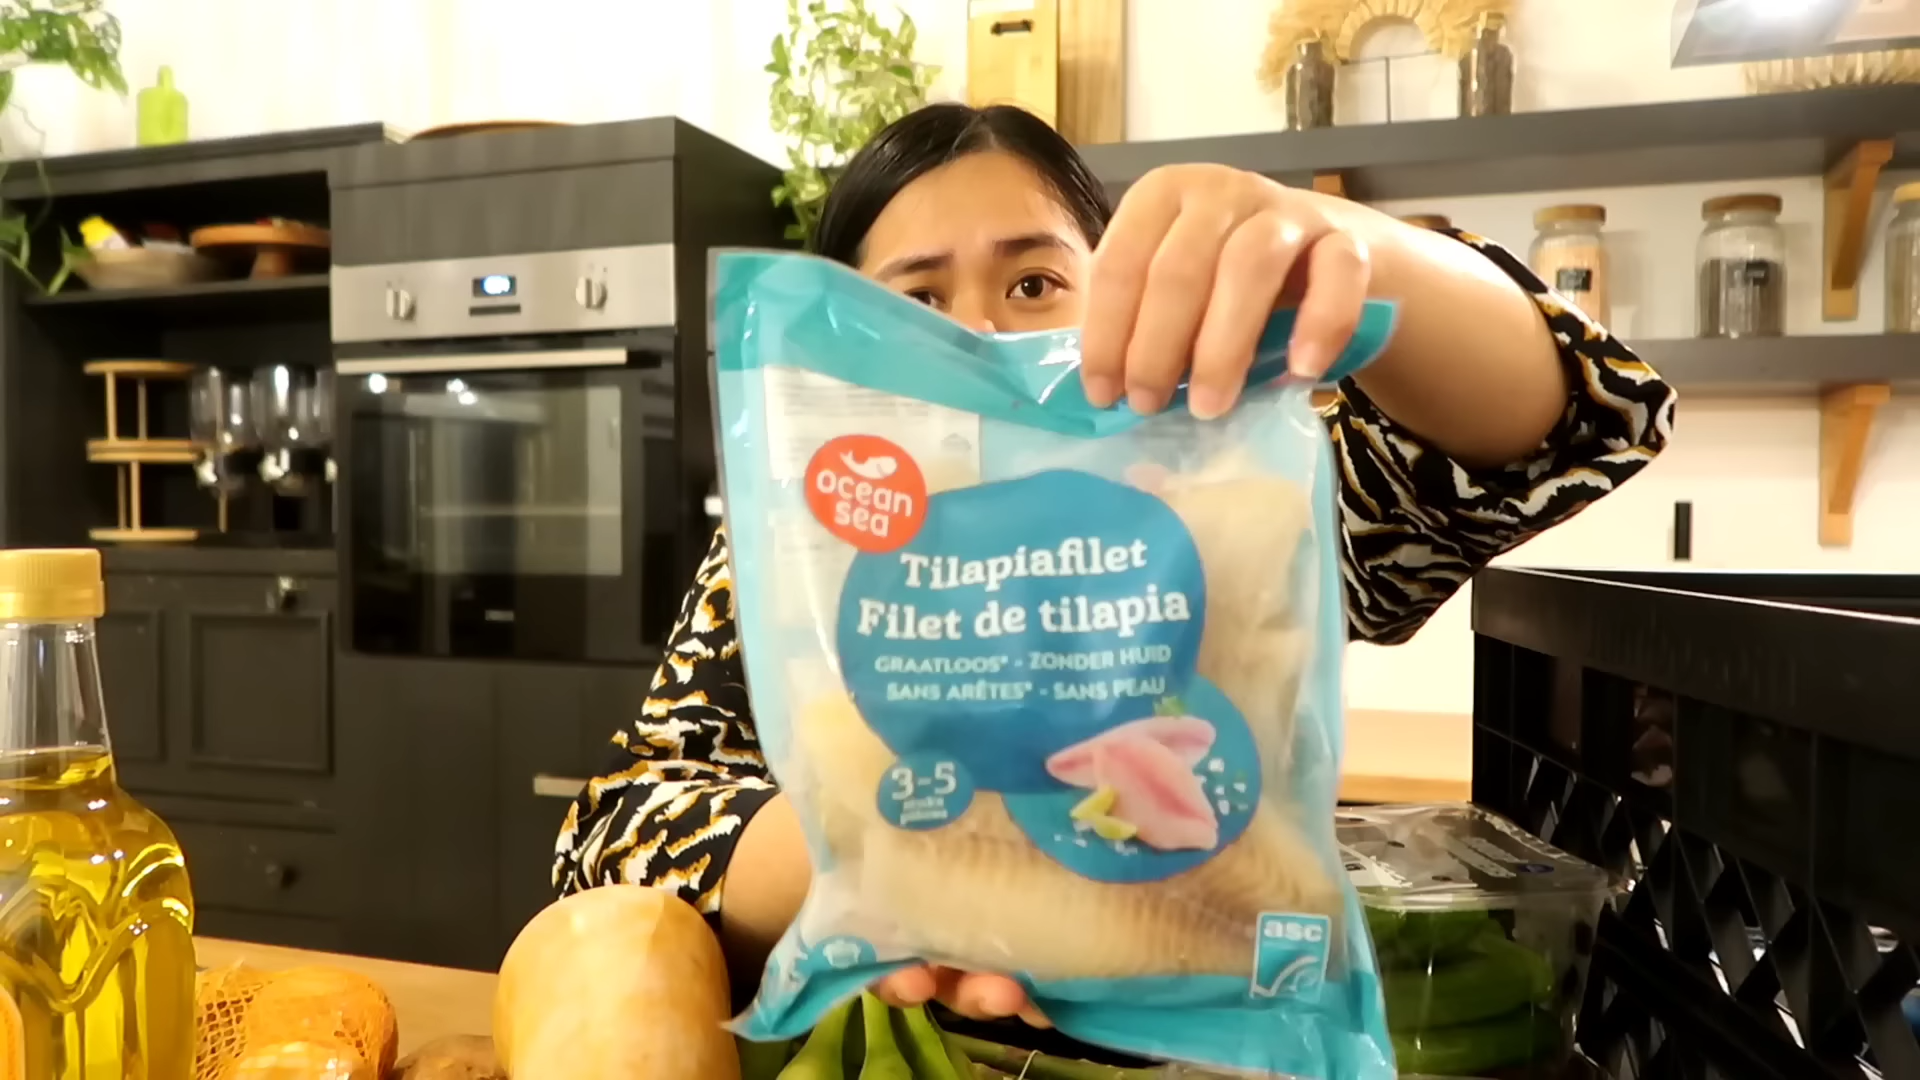 ocean
sea
Tilapiafilet
Filet de tilapia
GRAATLOOS* - ZONDER HUID
SANS ARÊTES* - SANS PEAU
3-5
asc